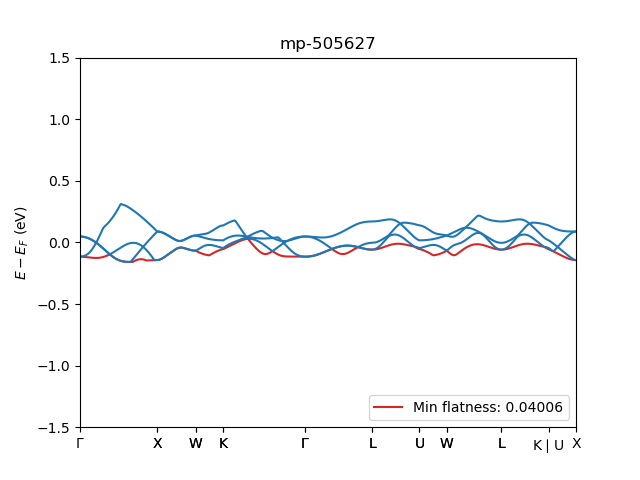 mp-505627
1.5
1.0
0.5
0.0
−0.5
−1.0
−1.5
E − E_F (eV)
Min flatness: 0.04006
Γ X W K Γ L U W L K | U X